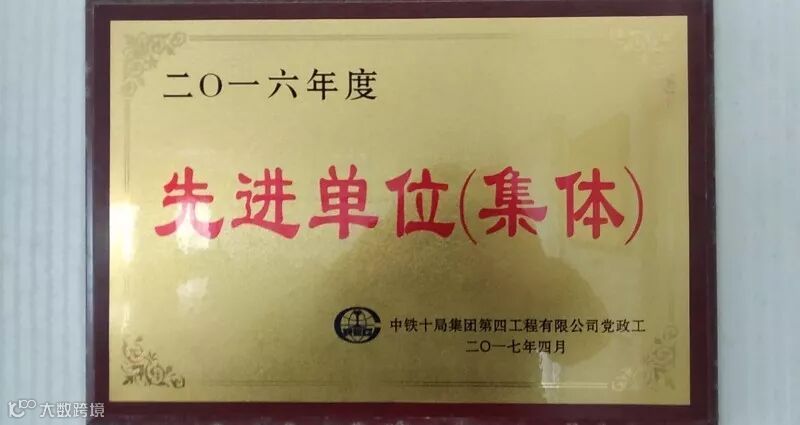 二〇一六年度
先进单位(集体)
中铁十局集团第四工程有限公司党政工
二〇一七年四月
大数跨境